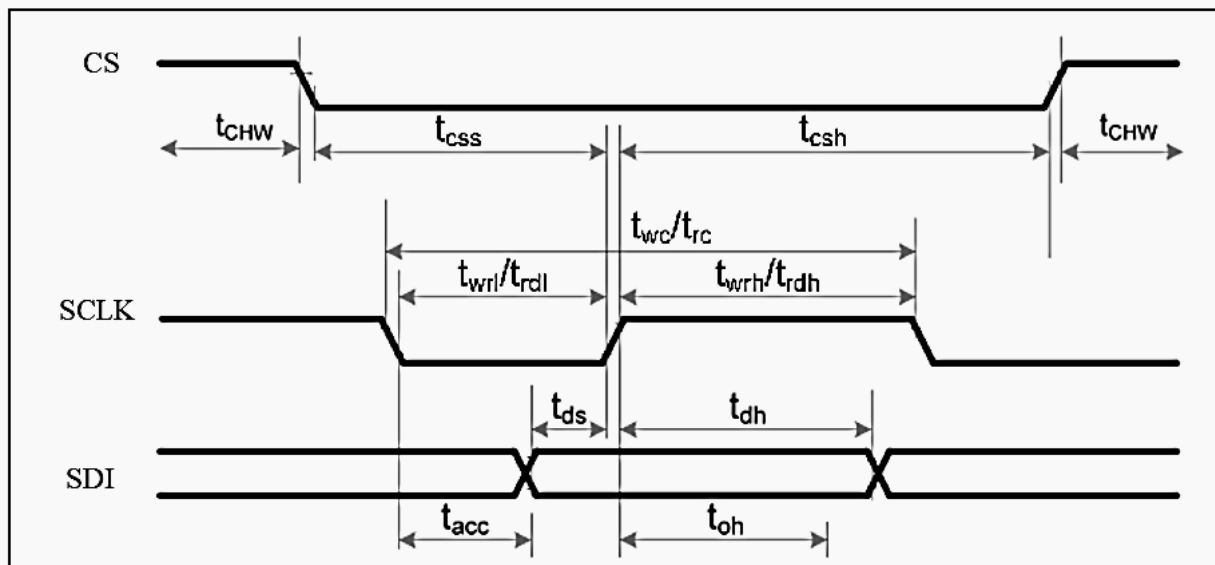 CS
tCHW
tcss
tcsh
tCHW
twc/trc
twrl/trdl
twrh/trdh
SCLK
tds
tdh
SDI
tacc
toh